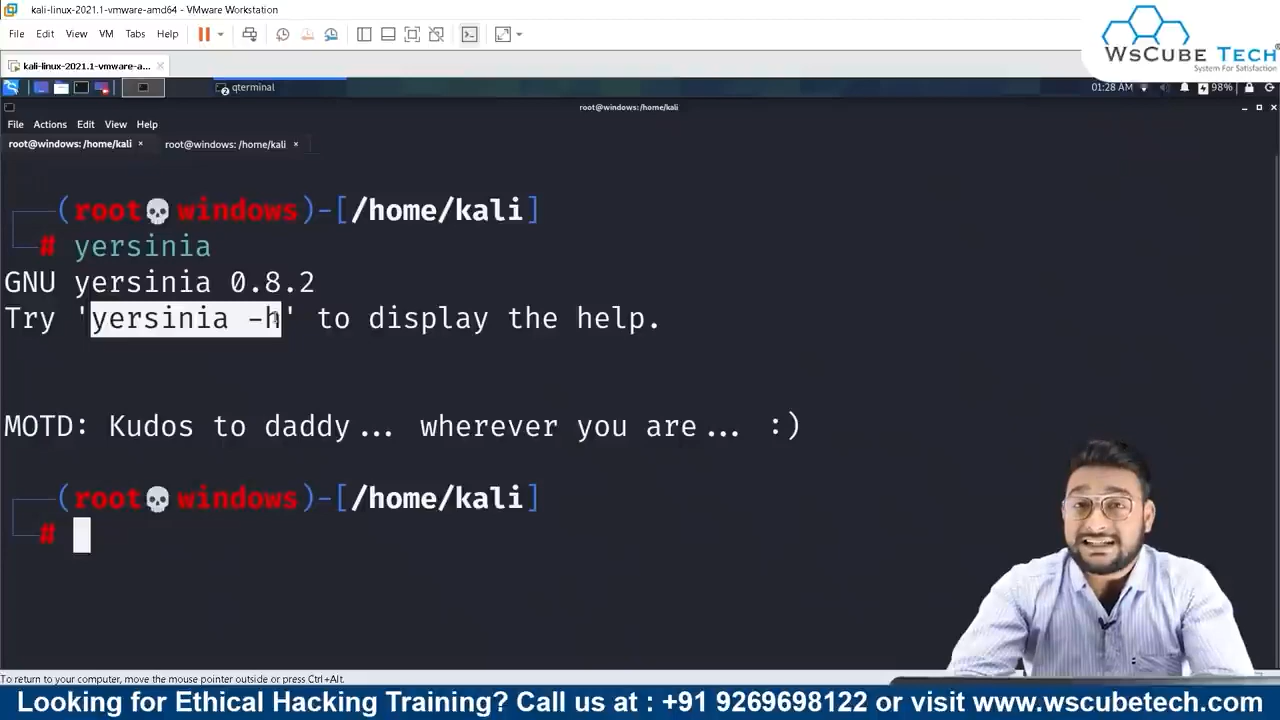 kali-linux-2021.1-vmware-amd64 - VMware Workstation
File Edit View VM Tabs Help
WsCube Tech
System For Satisfaction
kali-linux-2021.1-vmware-a...
qterminal
01:28 AM 98%
root@windows:/home/kali
File Actions Edit View Help
root@windows: /home/kali × root@windows: /home/kali ×
(root💀windows)-[/home/kali]
# yersinia
GNU yersinia 0.8.2
Try 'yersinia -h' to display the help.
MOTD: Kudos to daddy... wherever you are... :)
(root💀windows)-[/home/kali]
#
To return to your computer, move the mouse pointer outside or press Ctrl+Alt.
Looking for Ethical Hacking Training? Call us at : +91 9269698122 or visit www.wscubetech.com